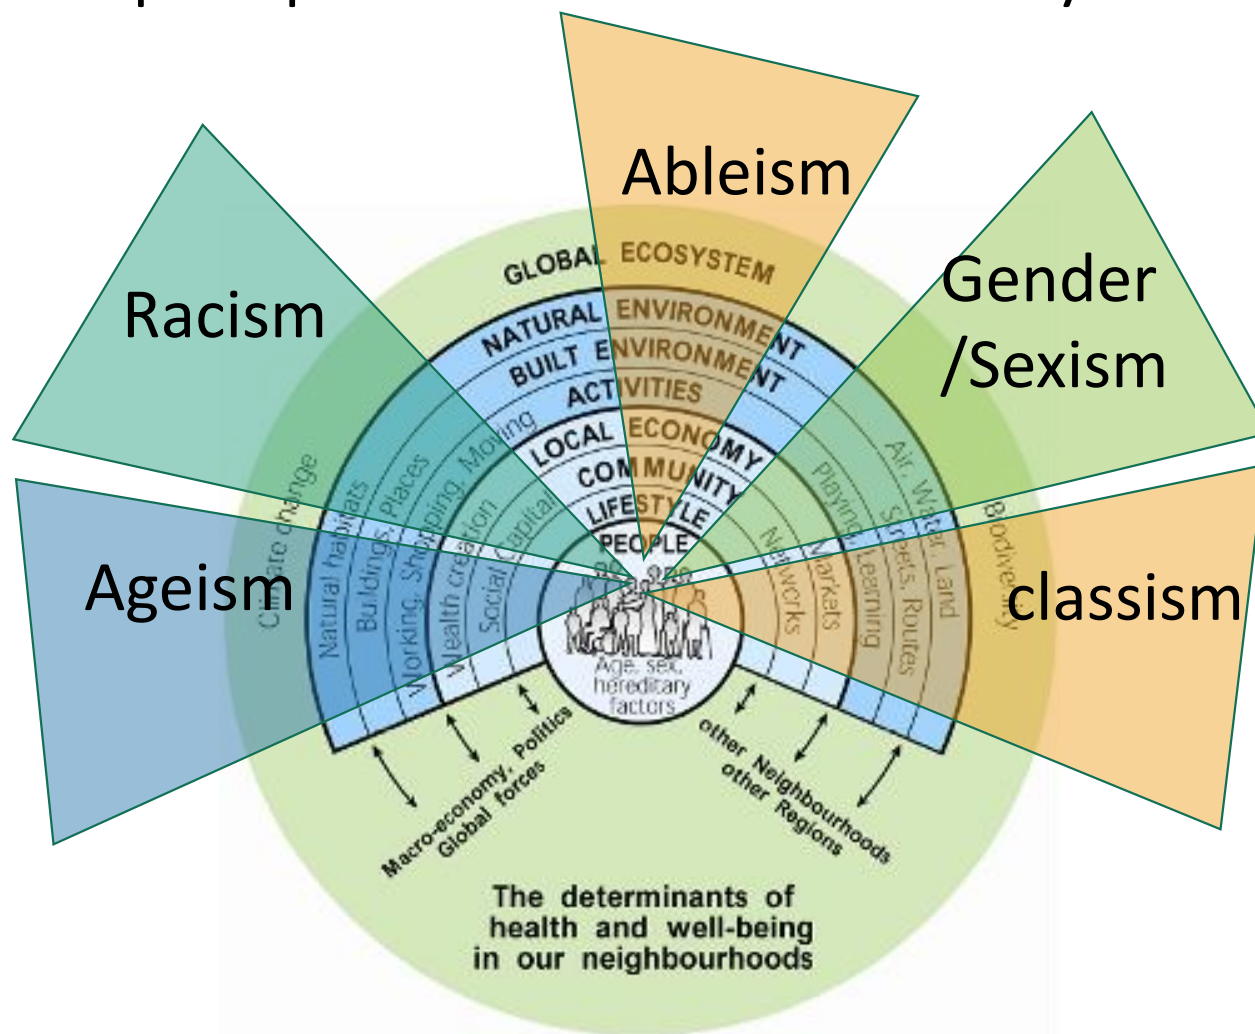 Ableism
Racism
Gender
/Sexism
Ageism
classism
GLOBAL ECOSYSTEM
NATURAL ENVIRONMENT
BUILT ENVIRONMENT
ACTIVITIES
LOCAL ECONOMY
COMMUNITY
LIFESTYLE
PEOPLE
Age, sex,
hereditary
factors
Climate change
Natural habitats
Buildings, Places
Working, Shopping, Moving
Wealth creation
Social Capital
Networks
Markets
Playing, Learning
Streets, Routes
Air, Water, Land
Biodiversity
Macro-economy, Politics
Global forces
other Neighbourhoods
other Regions
The determinants of
health and well-being
in our neighbourhoods